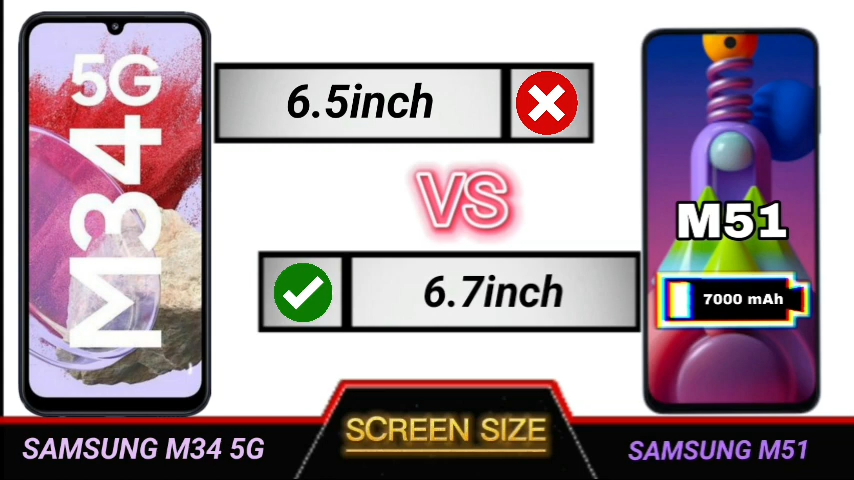 5G
M34
6.5inch
VS
6.7inch
M51
7000 mAh
SCREEN SIZE
SAMSUNG M34 5G
SAMSUNG M51